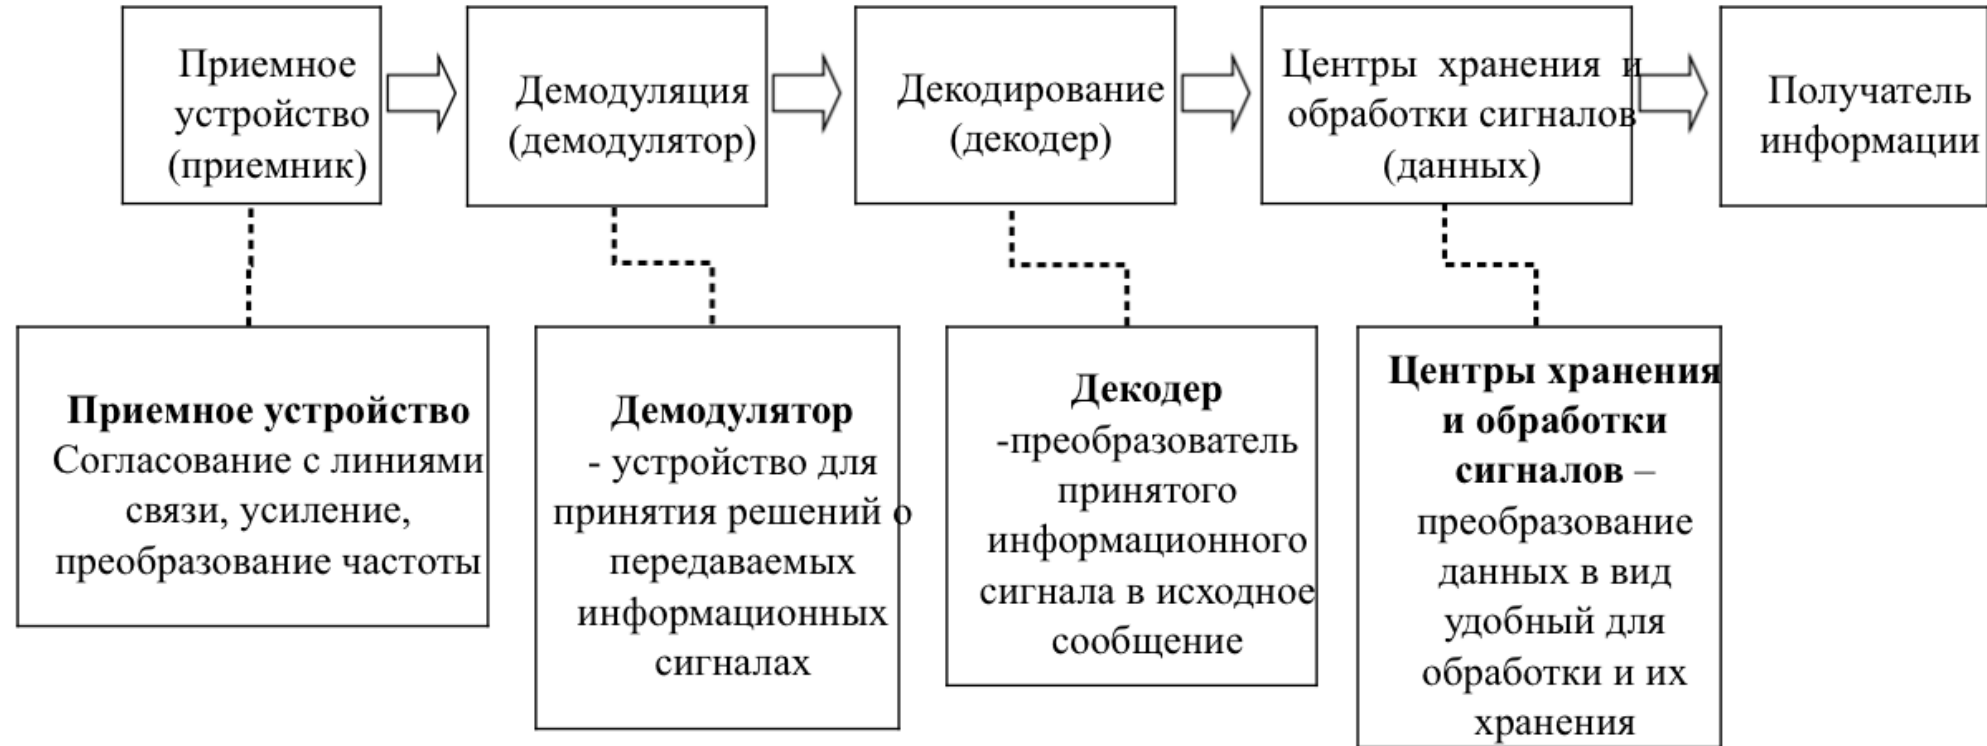 Приемное
устройство
(приемник)
Демодуляция
(демодулятор)
Декодирование
(декодер)
Центры хранения и
обработки сигналов
(данных)
Получатель
информации
Приемное устройство
Согласование с линиями
связи, усиление,
преобразование частоты
Демодулятор
- устройство для
принятия решений о
передаваемых
информационных
сигналах
Декодер
-преобразователь
принятого
информационного
сигнала в исходное
сообщение
Центры хранения
и обработки
сигналов –
преобразование
данных в вид
удобный для
обработки и их
хранения